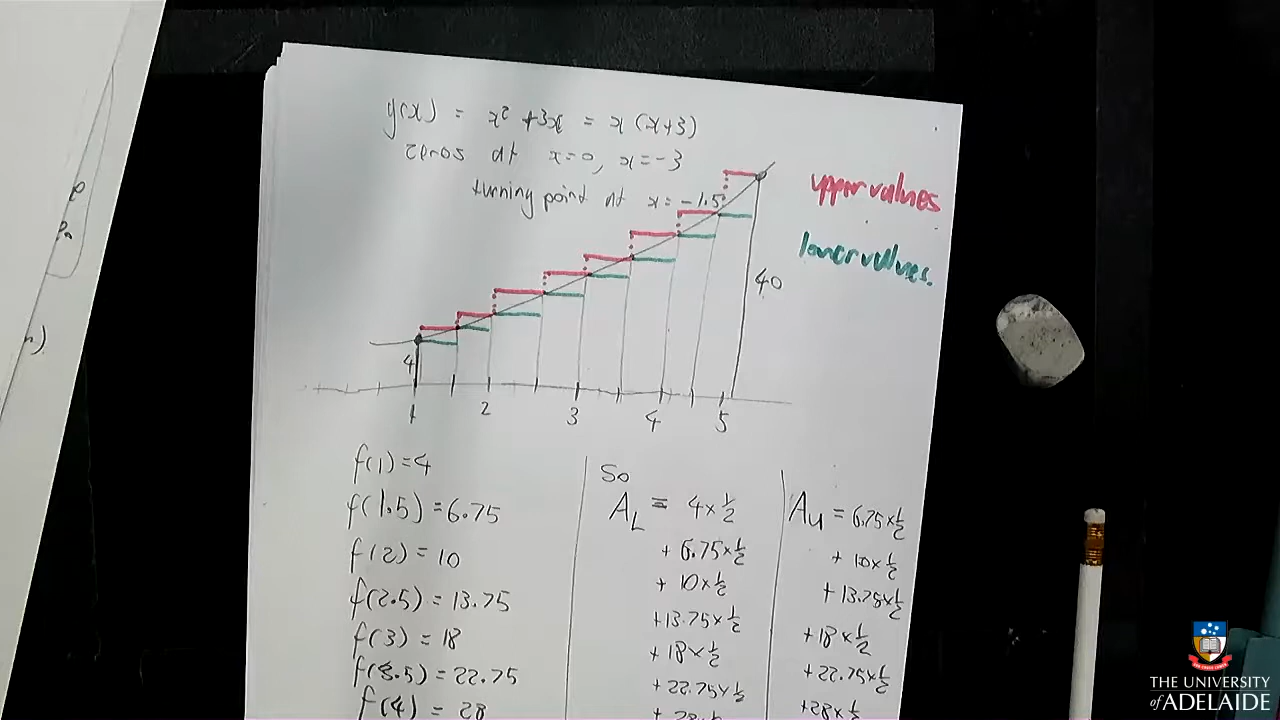 y(x) = x² + 3x = x (x+3)
zeros at x=0, x=-3
turning point at x = -1.5
upper values
lower values.
40
4
1 2 3 4 5
f(1) = 4
f(1.5) = 6.75
f(2) = 10
f(2.5) = 13.75
f(3) = 18
f(3.5) = 22.75
f(4) = 28
So
A_L = 4 × ½
+ 6.75 × ½
+ 10 × ½
+ 13.75 × ½
+ 18 × ½
+ 22.75 × ½
A_U = 6.75 × ½
+ 10 × ½
+ 13.75 × ½
+ 18 × ½
+ 22.75 × ½
+ 28 × ½
THE UNIVERSITY
of ADELAIDE